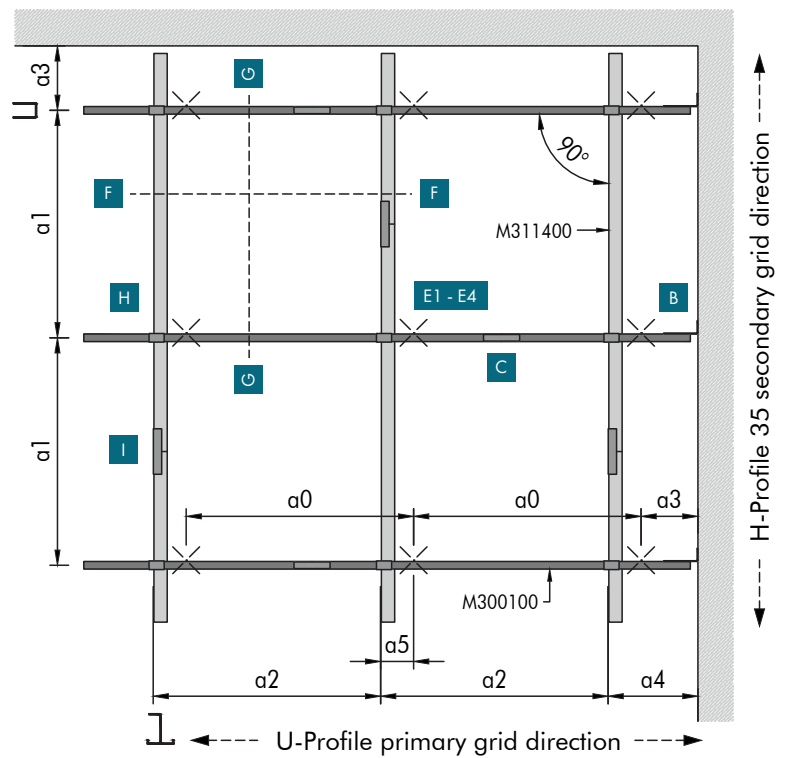 a3
G
a1
F
F
90°
M311400
H
E1 - E4
B
G
C
a1
I
a0
a0
a3
M300100
a5
a2
a2
a4
U-Profile primary grid direction
H-Profile 35 secondary grid direction